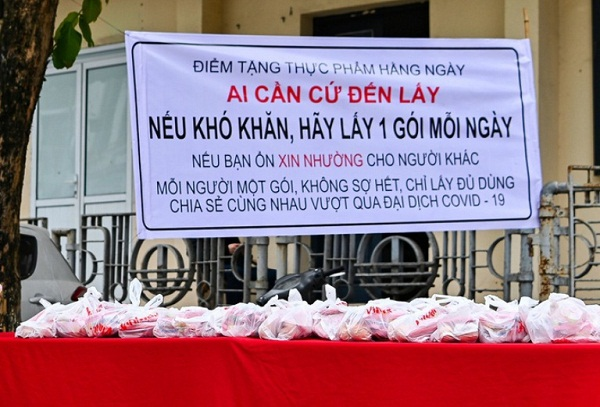 ĐIỂM TẶNG THỰC PHẨM HÀNG NGÀY
AI CẦN CỨ ĐẾN LẤY
NẾU KHÓ KHĂN, HÃY LẤY 1 GÓI MỖI NGÀY
NẾU BẠN ỔN XIN NHƯỜNG CHO NGƯỜI KHÁC
MỖI NGƯỜI MỘT GÓI, KHÔNG SỢ HẾT, CHỈ LẤY ĐỦ DÙNG
CHIA SẺ CÙNG NHAU VƯỢT QUA ĐẠI DỊCH COVID - 19